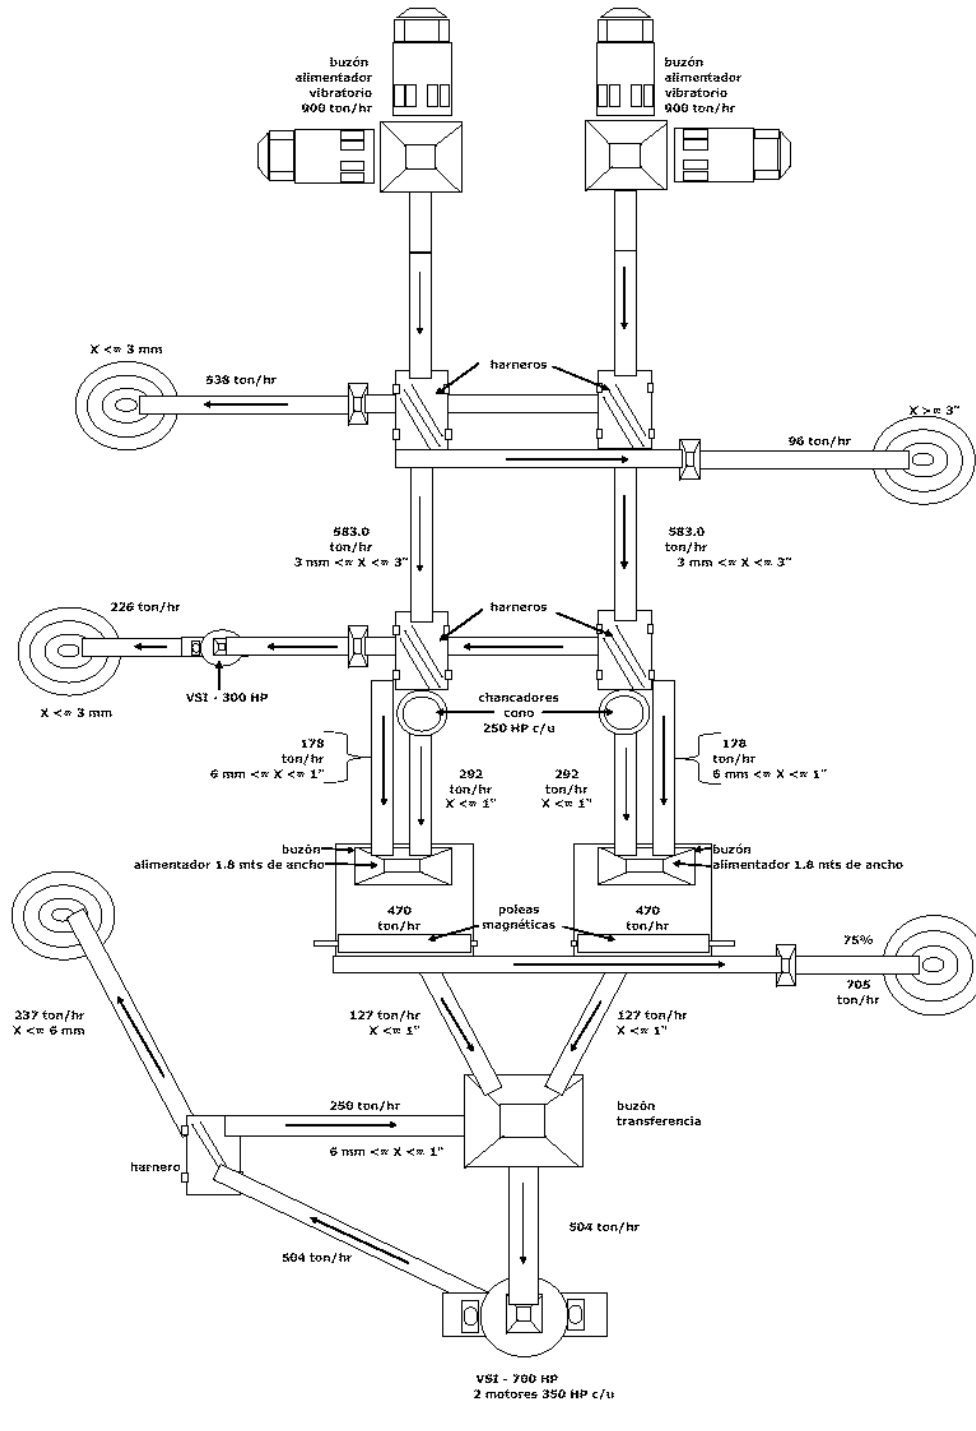 buzón
alimentador
vibratorio
900 ton/hr
buzón
alimentador
vibratorio
900 ton/hr
X <= 3 mm
538 ton/hr
harneros
X >= 3"
96 ton/hr
583.0
ton/hr
3 mm <= X <= 3"
583.0
ton/hr
3 mm <= X <= 3"
226 ton/hr
harneros
VSI - 300 HP
X <= 3 mm
chancadores
cono
250 HP c/u
178
ton/hr
6 mm <= X <= 1"
178
ton/hr
6 mm <= X <= 1"
292
ton/hr
X <= 1"
292
ton/hr
X <= 1"
buzón
alimentador 1.8 mts de ancho
buzón
alimentador 1.8 mts de ancho
470
ton/hr
poleas
magnéticas
470
ton/hr
75%
705
ton/hr
237 ton/hr
X <= 6 mm
127 ton/hr
X <= 1"
127 ton/hr
X <= 1"
250 ton/hr
6 mm <= X <= 1"
buzón
transferencia
harnero
504 ton/hr
504 ton/hr
VSI - 700 HP
2 motores 350 HP c/u